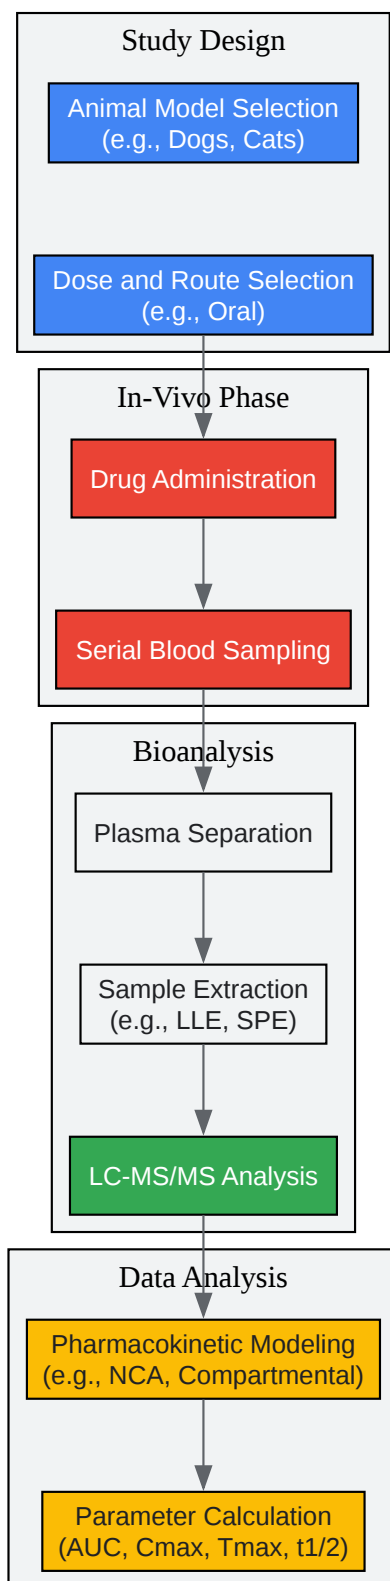 Study Design
Animal Model Selection
(e.g., Dogs, Cats)
Dose and Route Selection
(e.g., Oral)
In-Vivo Phase
Drug Administration
Serial Blood Sampling
Bioanalysis
Plasma Separation
Sample Extraction
(e.g., LLE, SPE)
LC-MS/MS Analysis
Data Analysis
Pharmacokinetic Modeling
(e.g., NCA, Compartmental)
Parameter Calculation
(AUC, Cmax, Tmax, t1/2)